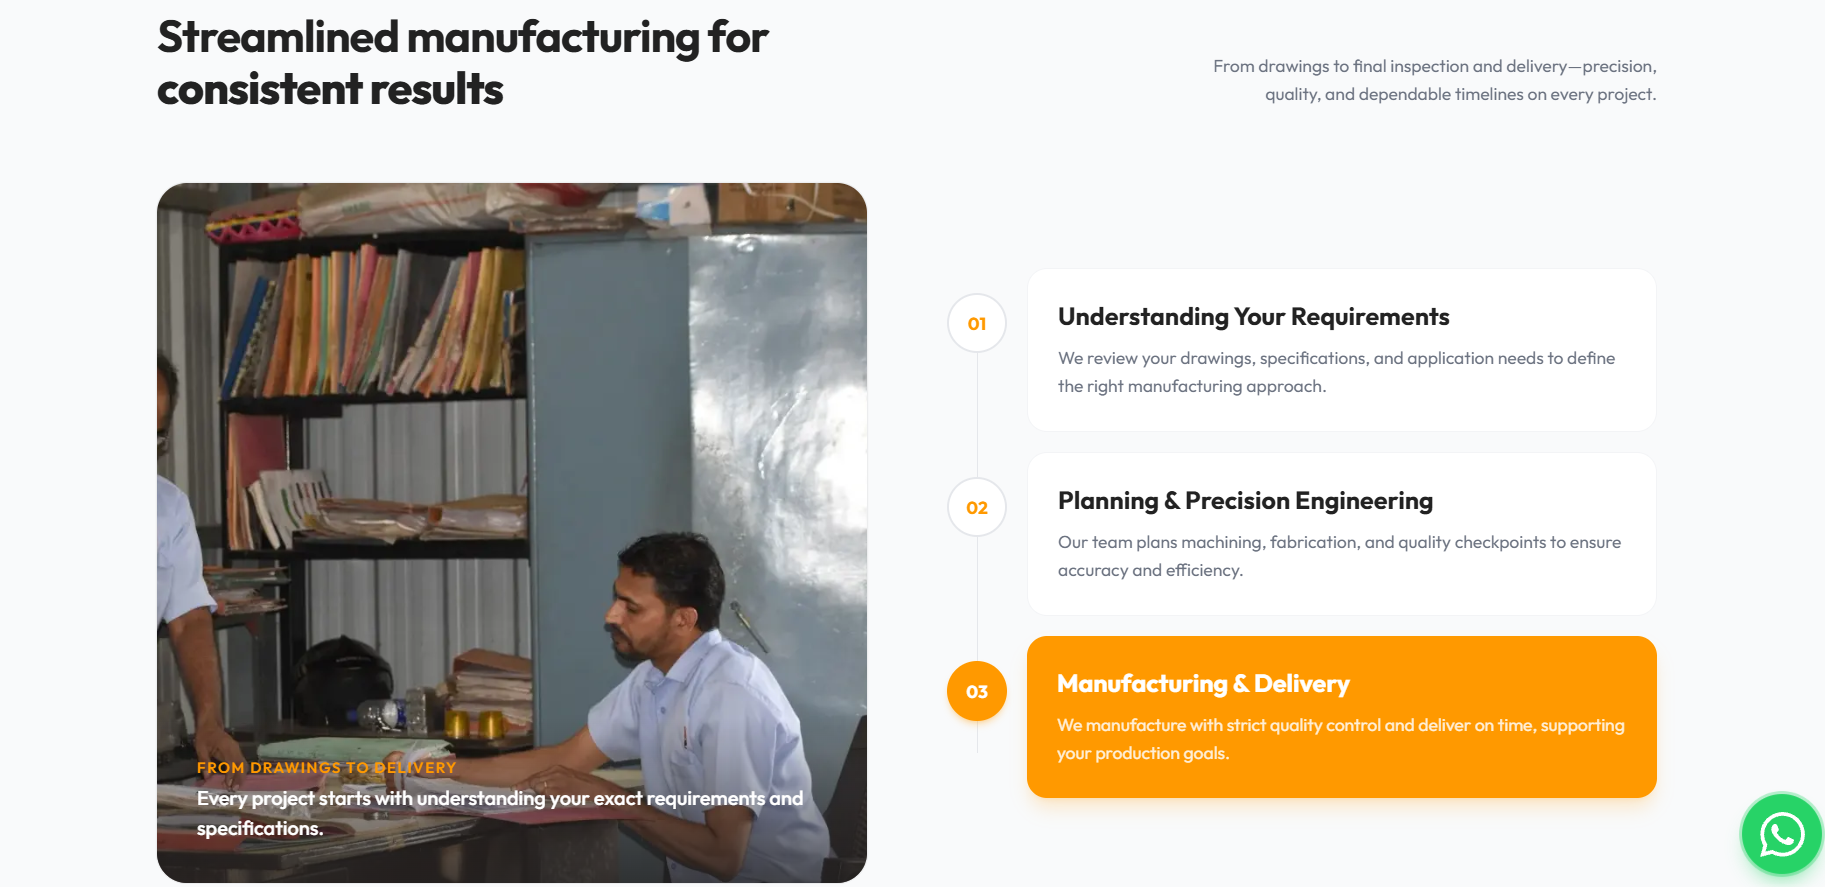 Streamlined manufacturing for
consistent results
From drawings to final inspection and delivery—precision,
quality, and dependable timelines on every project.
FROM DRAWINGS TO DELIVERY
Every project starts with understanding your exact requirements and
specifications.
01
Understanding Your Requirements
We review your drawings, specifications, and application needs to define
the right manufacturing approach.
02
Planning & Precision Engineering
Our team plans machining, fabrication, and quality checkpoints to ensure
accuracy and efficiency.
03
Manufacturing & Delivery
We manufacture with strict quality control and deliver on time, supporting
your production goals.